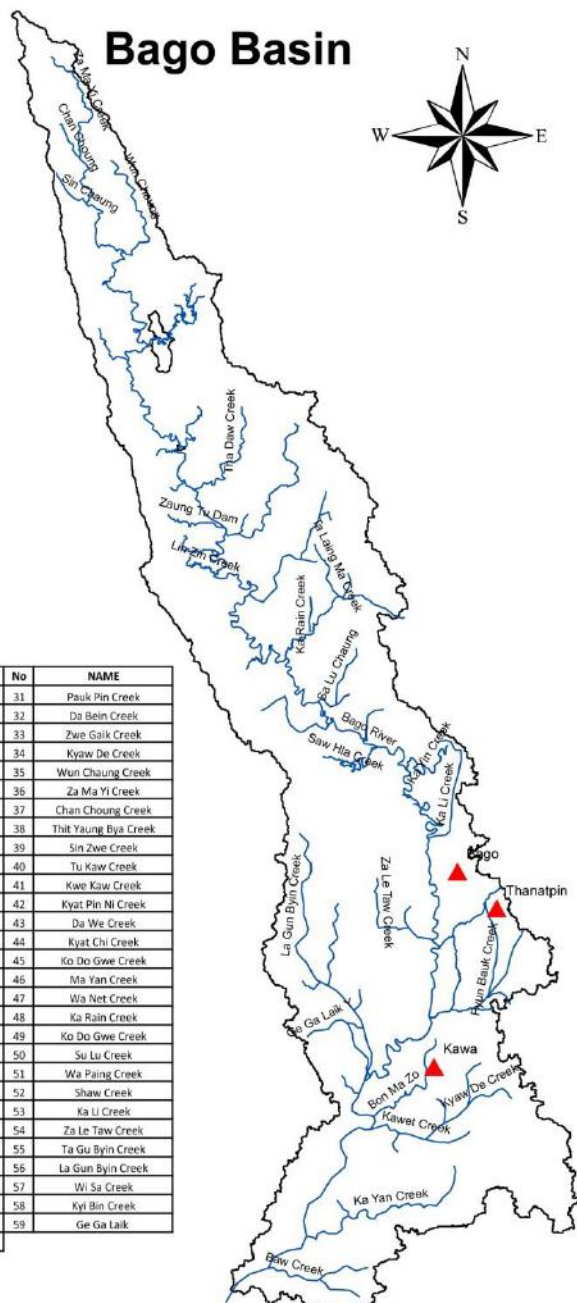 Bago Basin
N
W
E
S
Za Ma Yi Creek
Chan Choung
Wun Choung
Sin Chaung
Tha Daw Creek
Zaung Tu Dam
Lin Zin Creek
Ka Rain Creek
Sa Lu Chaung
Bago River
Saw Hla Creek
Ka Li Creek
Bago
Thanatpin
Za Le Taw Creek
La Gun Byin Creek
Bauk Creek
Ge Ga Laik
Kawa
Bon Ma Zo
Kyaw De Creek
Kawet Creek
Ka Yan Creek
Baw Creek
No NAME
31 Pauk Pin Creek
32 Da Bein Creek
33 Zwe Gaik Creek
34 Kyaw De Creek
35 Wun Chaung Creek
36 Za Ma Yi Creek
37 Chan Choung Creek
38 Thit Yaung Bya Creek
39 Sin Zwe Creek
40 Tu Kaw Creek
41 Kwe Kaw Creek
42 Kyat Pin Ni Creek
43 Da We Creek
44 Kyat Chi Creek
45 Ko Do Gwe Creek
46 Ma Yan Creek
47 Wa Net Creek
48 Ka Rain Creek
49 Ko Do Gwe Creek
50 Su Lu Creek
51 Wa Paing Creek
52 Shaw Creek
53 Ka Li Creek
54 Za Le Taw Creek
55 Ta Gu Byin Creek
56 La Gun Byin Creek
57 Wi Sa Creek
58 Kyi Bin Creek
59 Ge Ga Laik